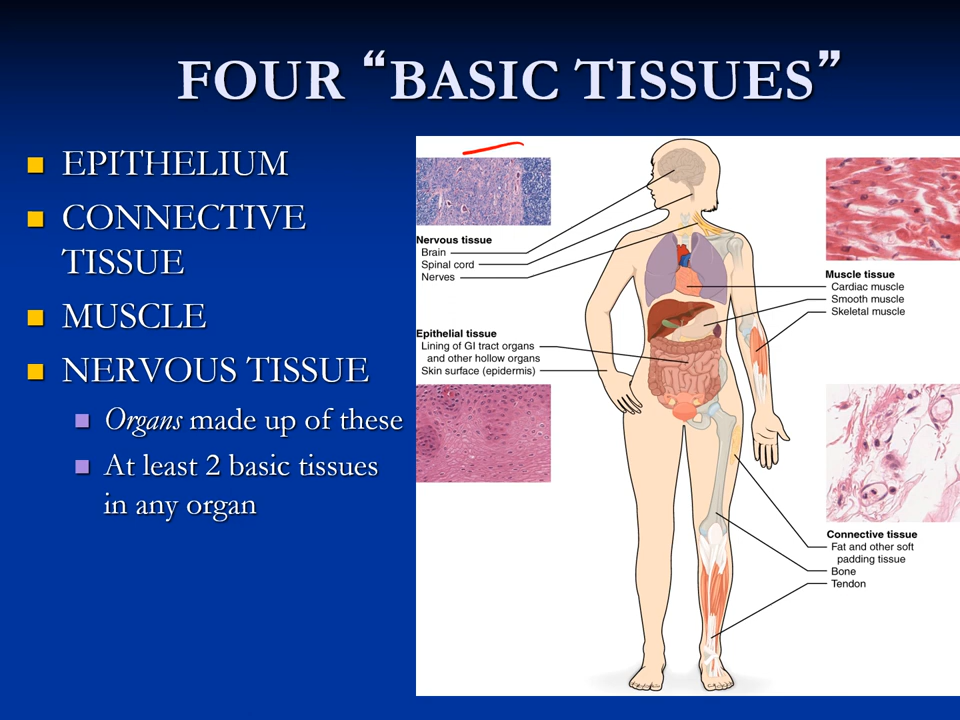 FOUR “BASIC TISSUES”
EPITHELIUM
CONNECTIVE
TISSUE
MUSCLE
NERVOUS TISSUE
Organs made up of these
At least 2 basic tissues
in any organ
Nervous tissue
Brain
Spinal cord
Nerves
Epithelial tissue
Lining of GI tract organs
and other hollow organs
Skin surface (epidermis)
Muscle tissue
Cardiac muscle
Smooth muscle
Skeletal muscle
Connective tissue
Fat and other soft
padding tissue
Bone
Tendon